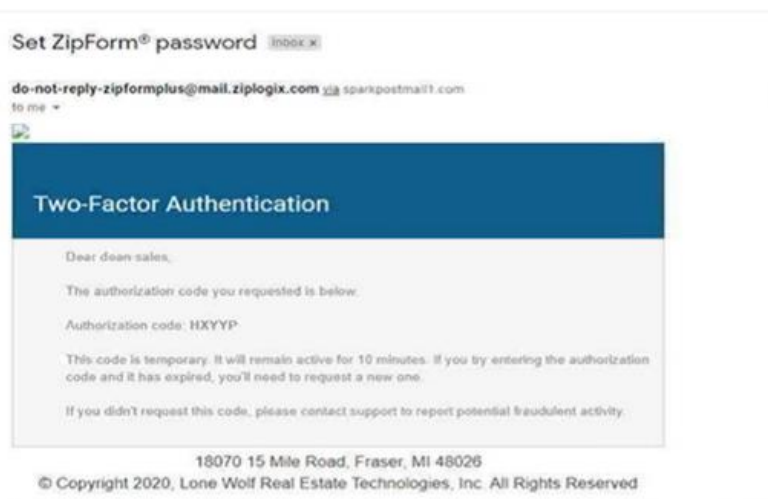 Set ZipForm® password Inbox x
do-not-reply-zipformplus@mail.ziplogix.com via sparkpostmail1.com
to me
Two-Factor Authentication
Dear dean sales,
The authorization code you requested is below.
Authorization code: HXYYP
This code is temporary. It will remain active for 10 minutes. If you try entering the authorization
code and it has expired, you'll need to request a new one.
If you didn't request this code, please contact support to report potential fraudulent activity.
18070 15 Mile Road, Fraser, MI 48026
© Copyright 2020, Lone Wolf Real Estate Technologies, Inc. All Rights Reserved